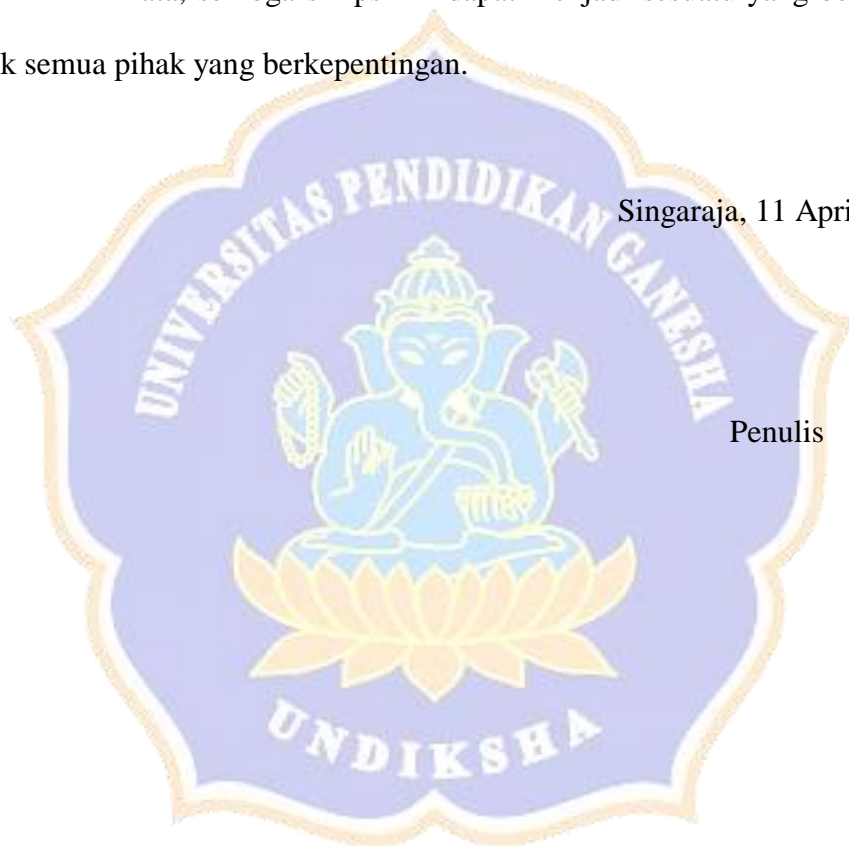 k semua pihak yang berkepentingan.
UNIVERSITAS PENDIDIKAN GANESHA
Singaraja, 11 Apri
Penulis
UNDIKSHA